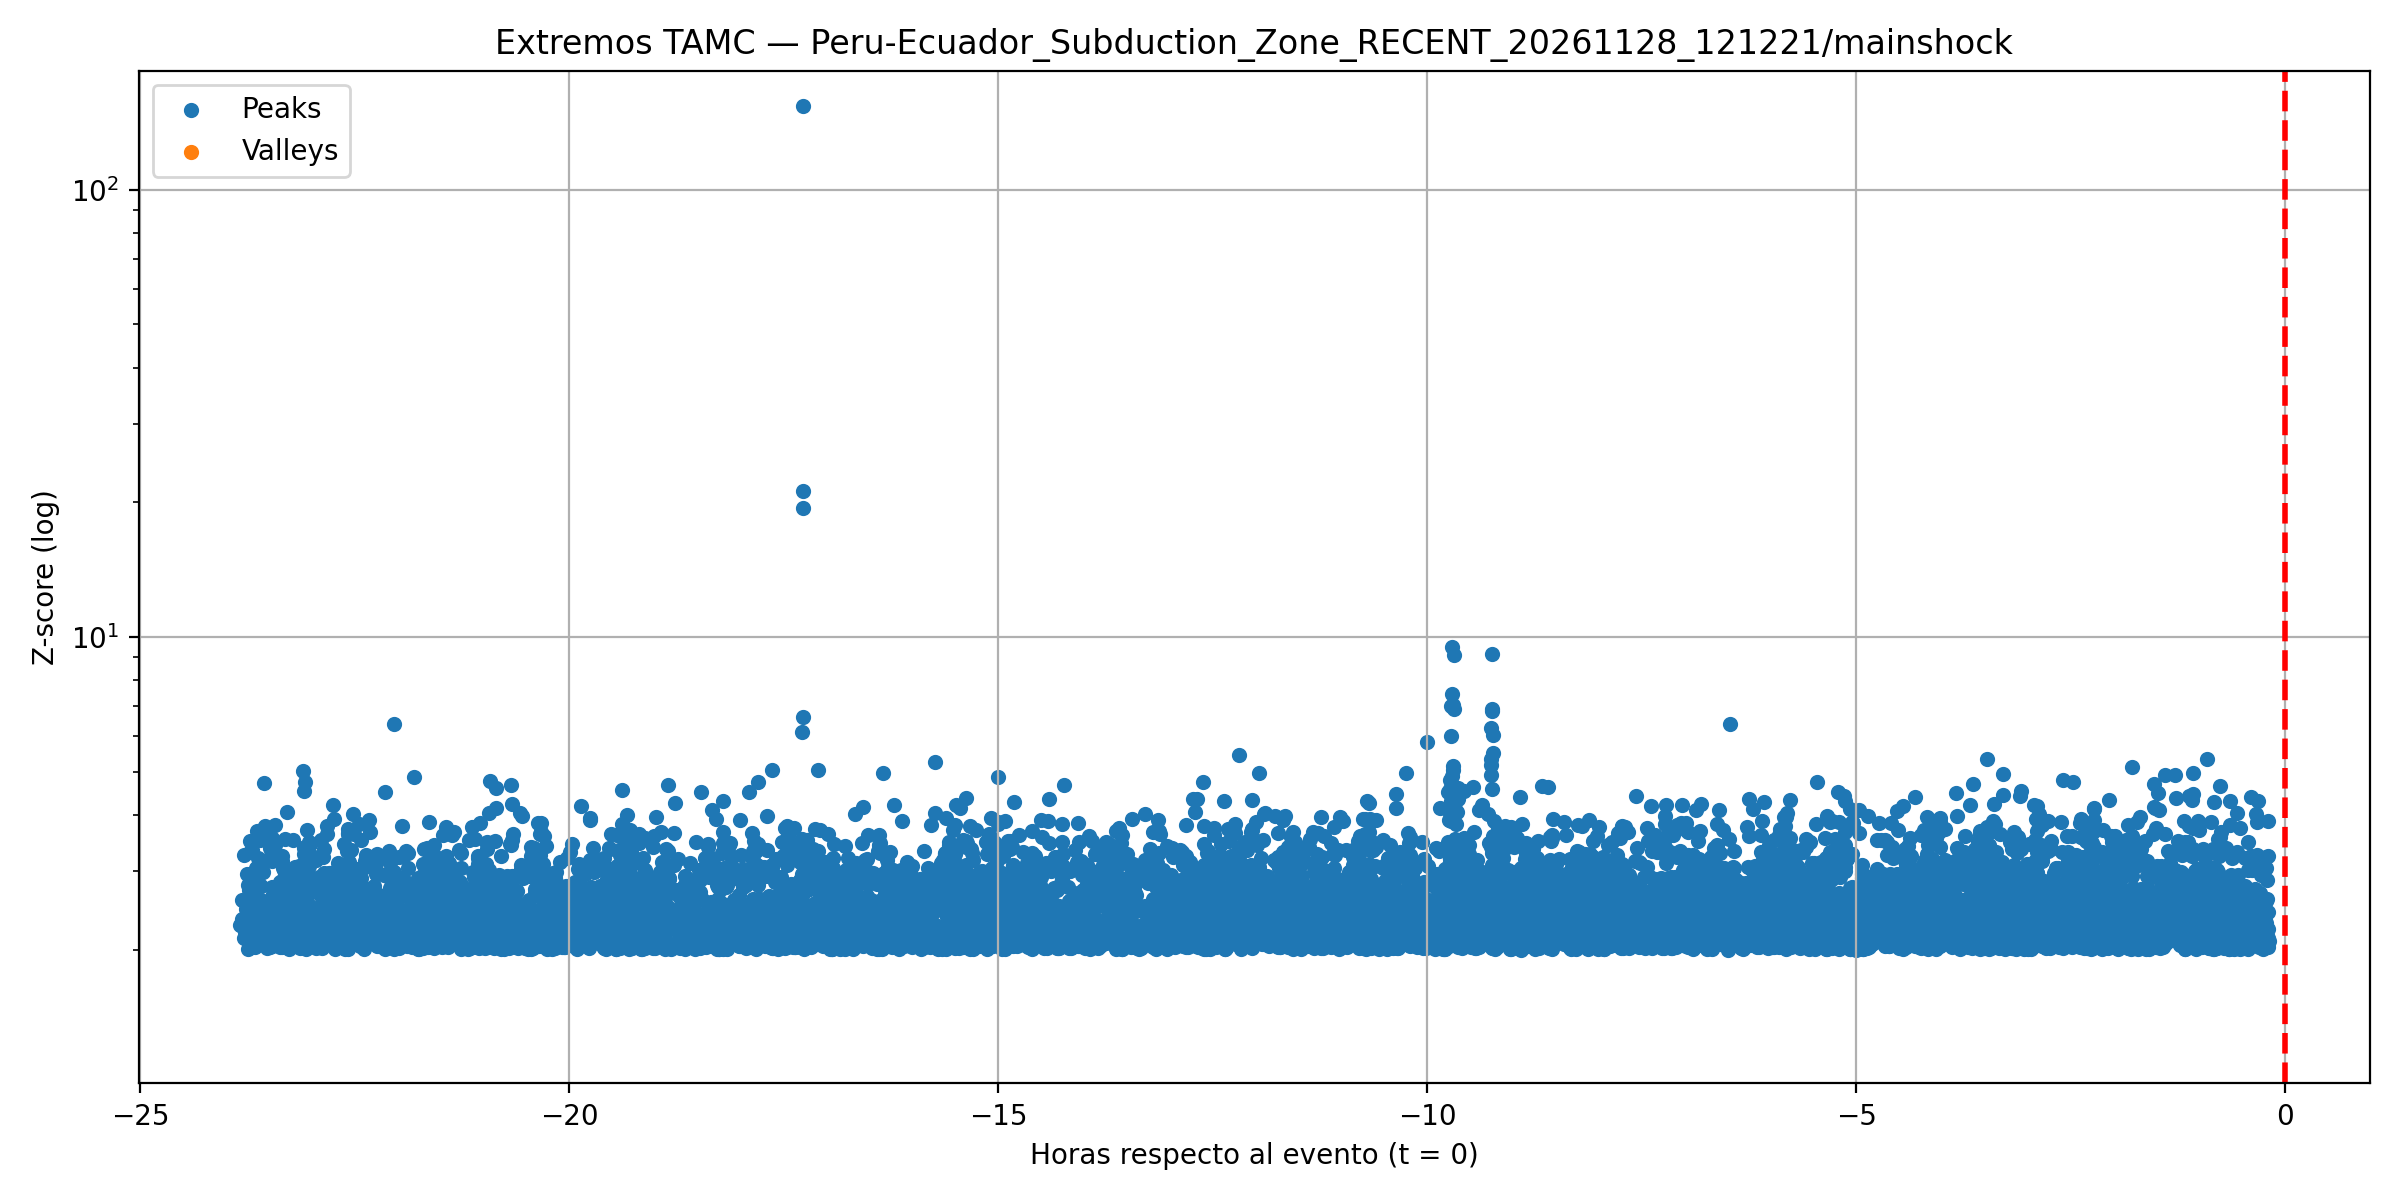 Extremos TAMC — Peru-Ecuador_Subduction_Zone_RECENT_20261128_121221/mainshock
Peaks
Valleys
Z-score (log)
10²
10¹
−25
−20
−15
−10
−5
0
Horas respecto al evento (t = 0)